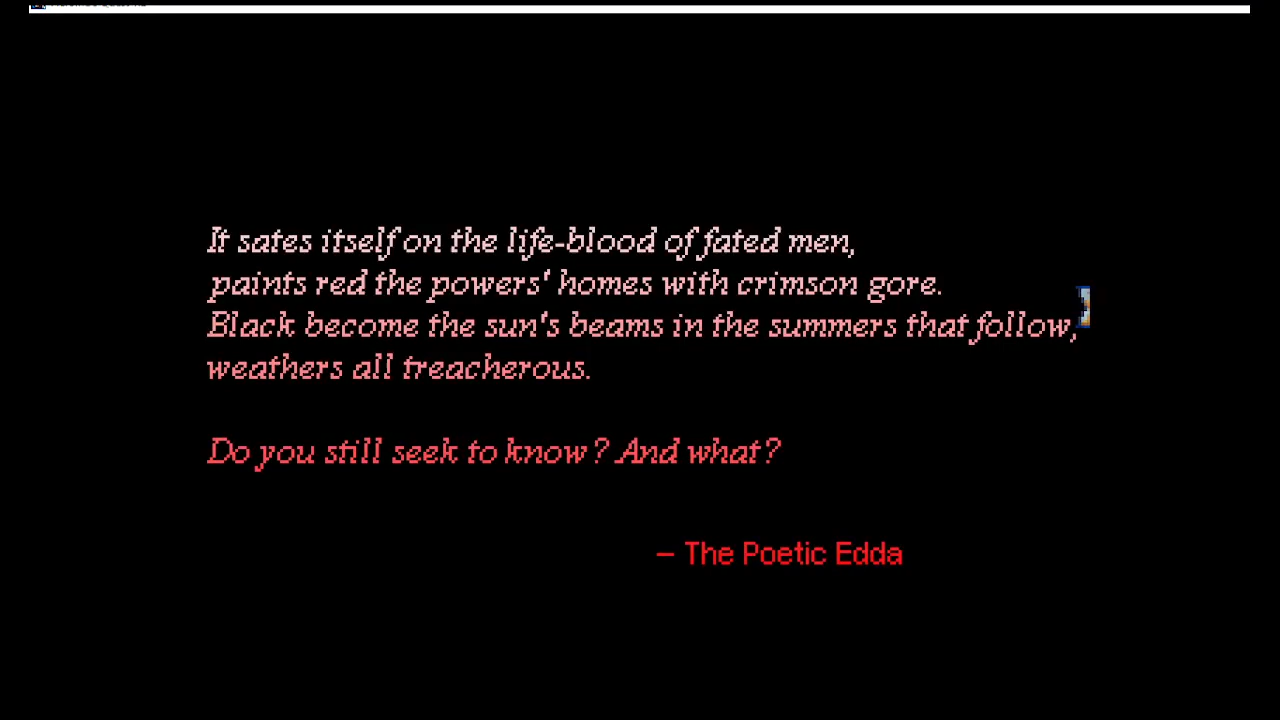 It sates itself on the life-blood of fated men,
paints red the powers' homes with crimson gore.
Black become the sun's beams in the summers that follow,
weathers all treacherous.
Do you still seek to know? And what?
– The Poetic Edda